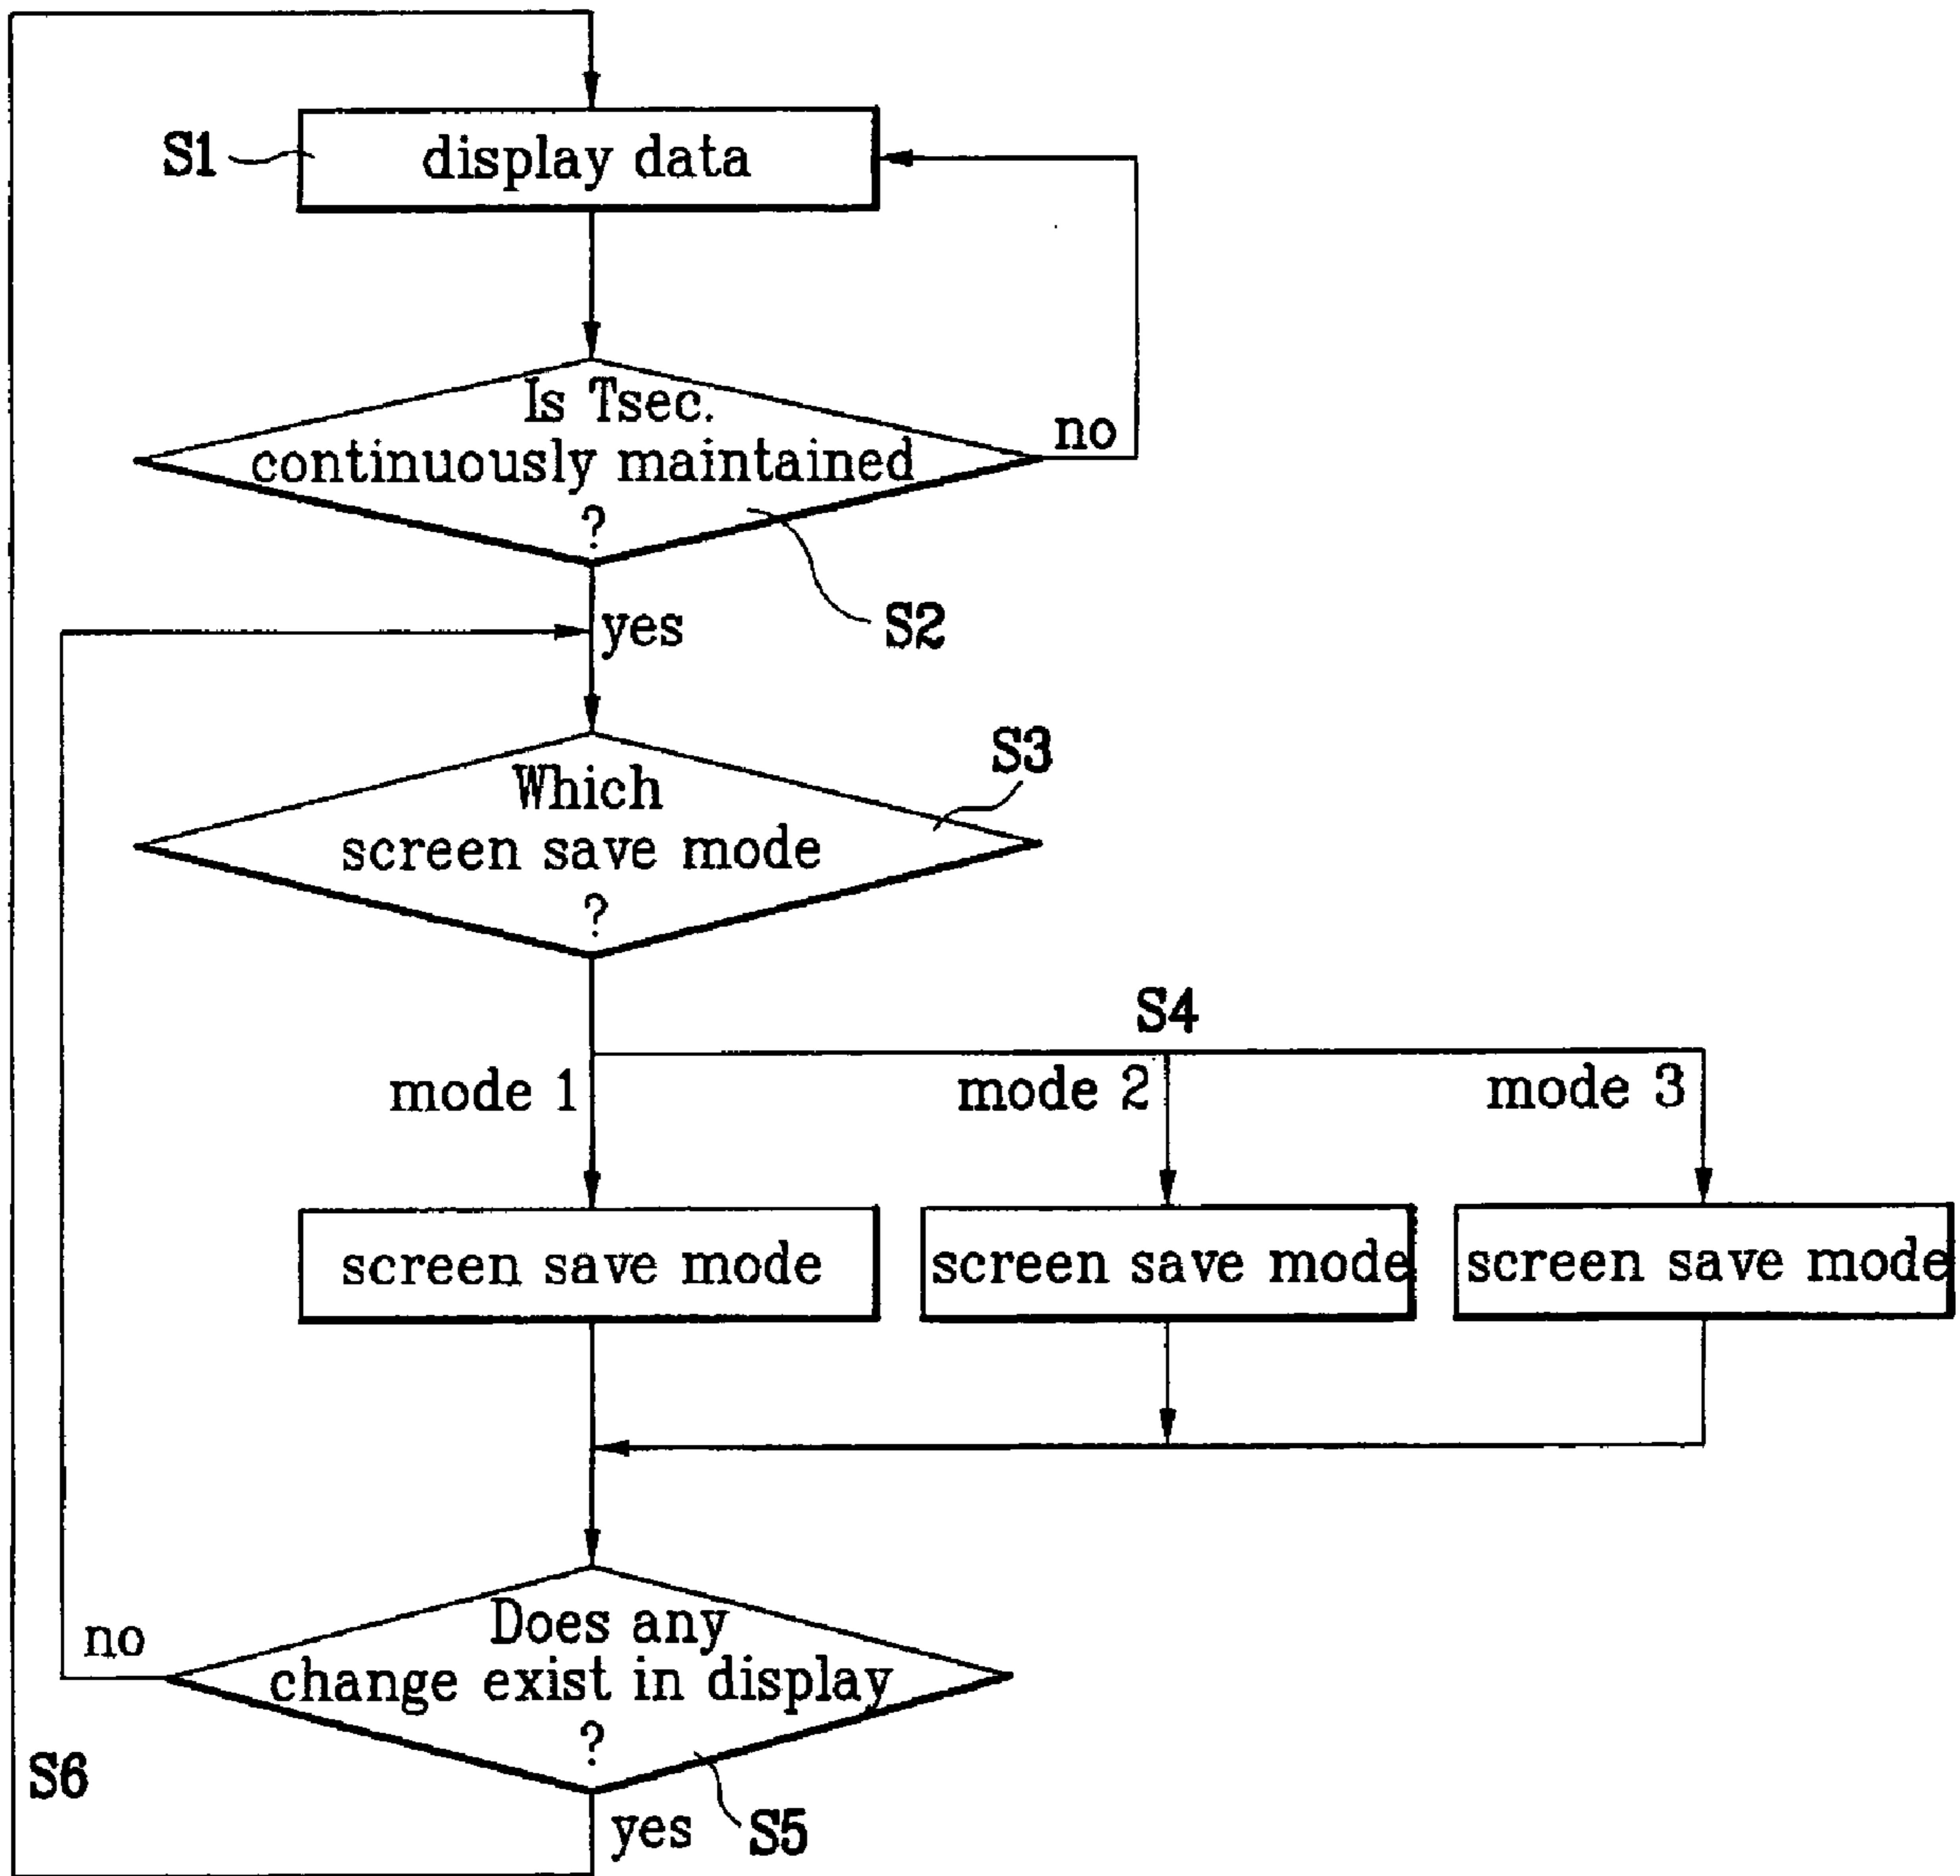 S1
display data
Is Tsec.
continuously maintained
?
no
S2
yes
S3
Which
screen save mode
?
S4
mode 1
mode 2
mode 3
screen save mode
screen save mode
screen save mode
Does any
change exist in display
?
no
S6
yes
S5